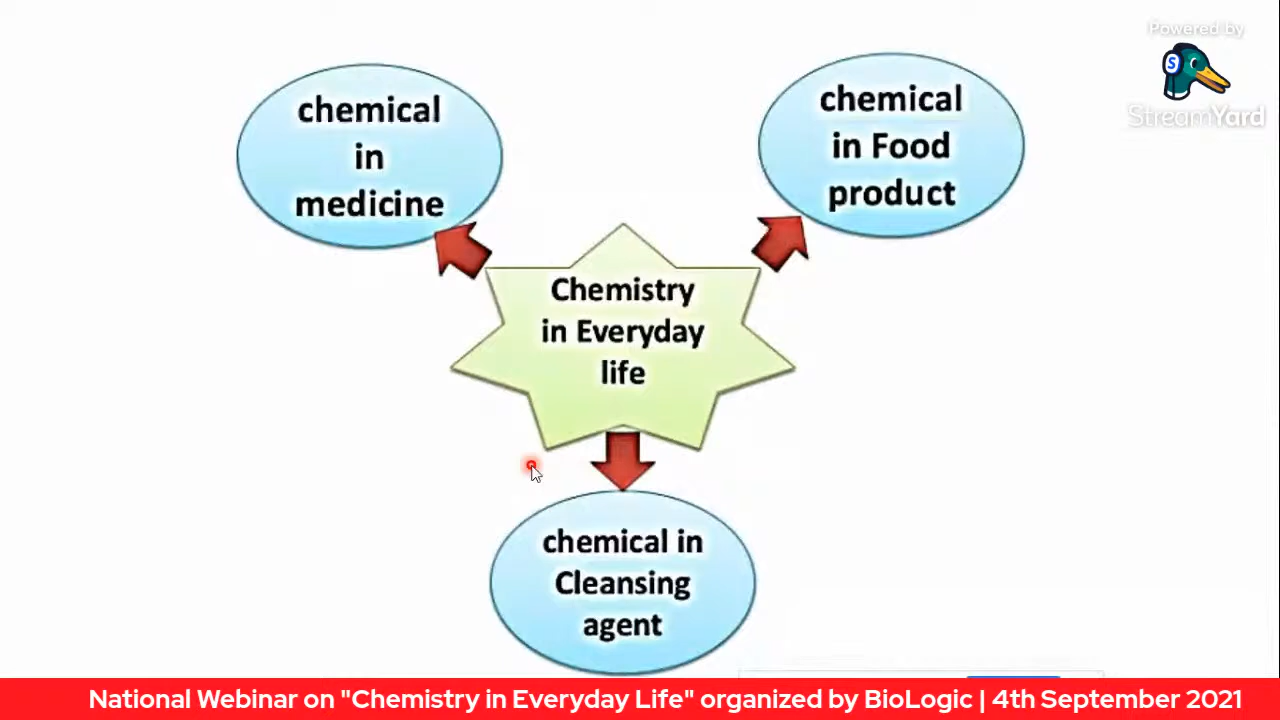 Powered by
StreamYard
chemical
in
medicine
chemical
in Food
product
Chemistry
in Everyday
life
chemical in
Cleansing
agent
National Webinar on "Chemistry in Everyday Life" organized by BioLogic | 4th September 2021